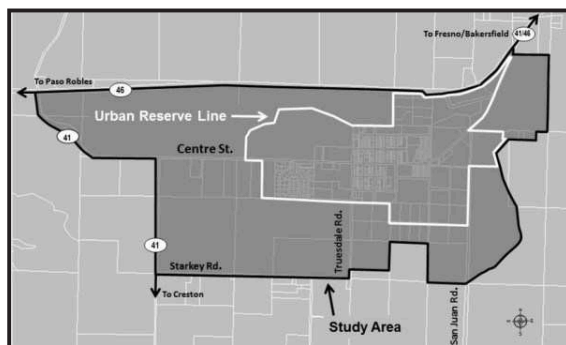 To Fresno/Bakersfield
41/46
To Paso Robles
46
Urban Reserve Line
41
Centre St.
41
Truesdale Rd.
Starkey Rd.
San Juan Rd.
To Creston
Study Area